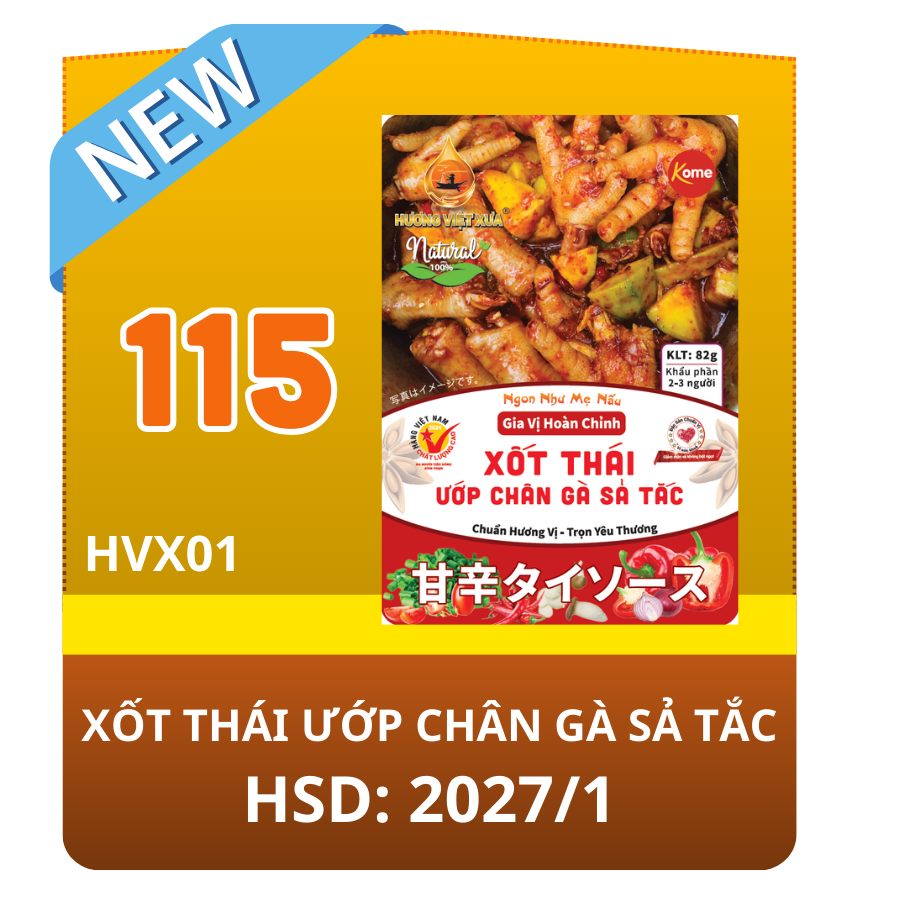 NEW
115
HVX01
Kome
HƯƠNG VIỆT XƯA®
Natural
100%
KLT: 82g
Khẩu phần
2-3 người
写真はイメージです。
Ngon Như Mẹ Nấu
Gia Vị Hoàn Chỉnh
HÀNG VIỆT NAM
CHẤT LƯỢNG CAO
XỐT THÁI
ƯỚP CHÂN GÀ SẢ TẮC
Chuẩn Hương Vị - Trọn Yêu Thương
甘辛タイソース
XỐT THÁI ƯỚP CHÂN GÀ SẢ TẮC
HSD: 2027/1